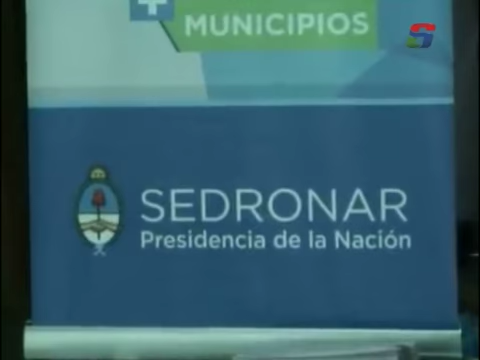 + MUNICIPIOS
SEDRONAR
Presidencia de la Nación